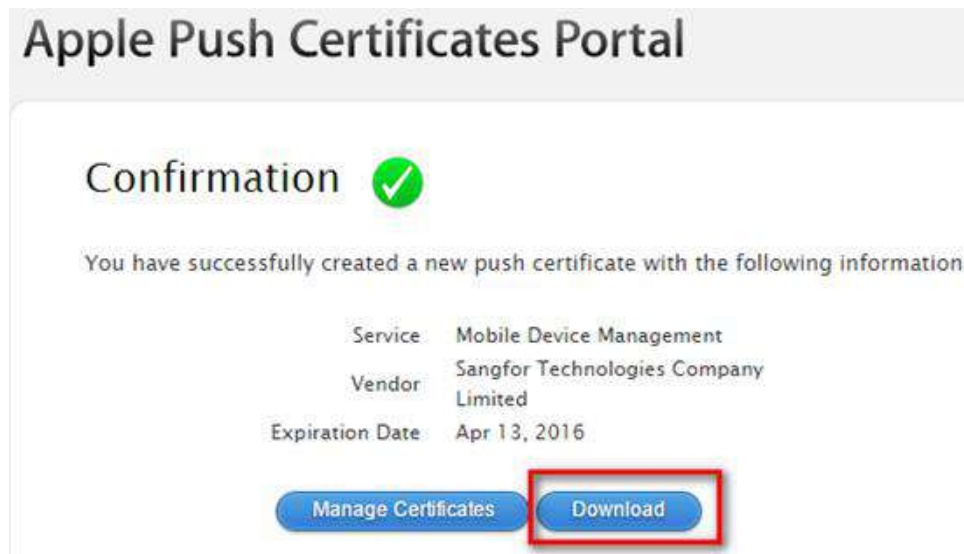 Apple Push Certificates Portal
Confirmation
You have successfully created a new push certificate with the following information
Service Mobile Device Management
Vendor Sangfor Technologies Company
Limited
Expiration Date Apr 13, 2016
Manage Certificates Download